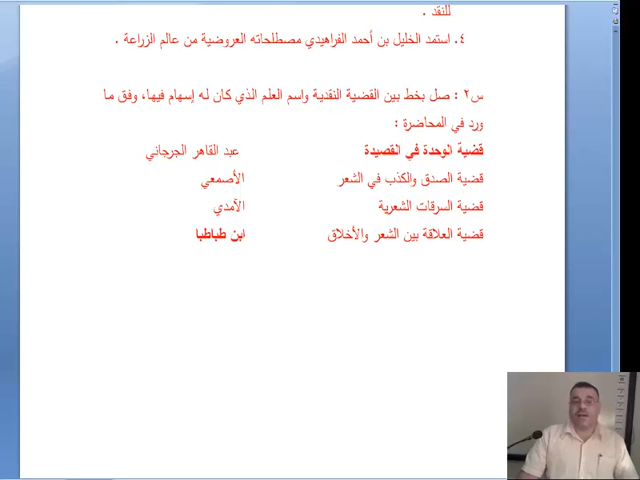 للنقد .
٤. استمد الخليل بن أحمد الفراهيدي مصطلحاته العروضية من عالم الزراعة .
س٢ : صل بخط بين القضية النقدية واسم العلم الذي كان له إسهام فيها، وفق ما
ورد في المحاضرة :
قضية الوحدة في القصيدة عبد القاهر الجرجاني
قضية الصدق والكذب في الشعر الأصمعي
قضية السرقات الشعرية الآمدي
قضية العلاقة بين الشعر والأخلاق ابن طباطبا